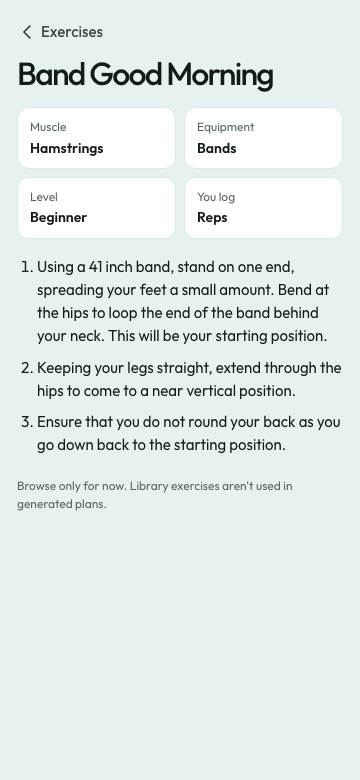 Exercises
Band Good Morning
Muscle
Hamstrings
Equipment
Bands
Level
Beginner
You log
Reps
1. Using a 41 inch band, stand on one end,
spreading your feet a small amount. Bend at
the hips to loop the end of the band behind
your neck. This will be your starting position.
2. Keeping your legs straight, extend through the
hips to come to a near vertical position.
3. Ensure that you do not round your back as you
go down back to the starting position.
Browse only for now. Library exercises aren't used in
generated plans.